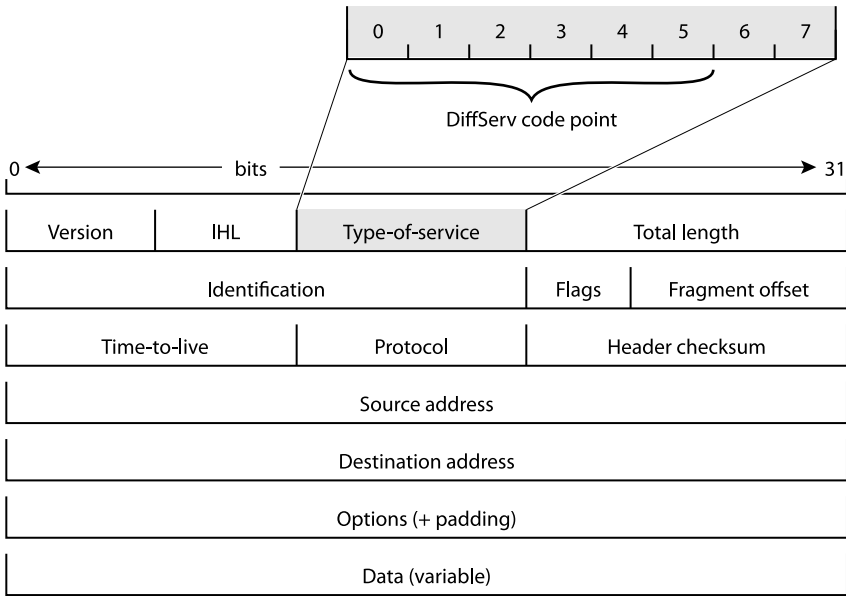 0 1 2 3 4 5 6 7
DiffServ code point
0 bits 31
Version IHL Type-of-service Total length
Identification Flags Fragment offset
Time-to-live Protocol Header checksum
Source address
Destination address
Options (+ padding)
Data (variable)